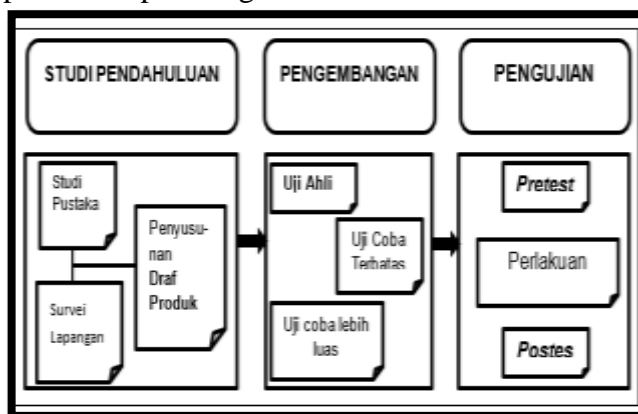 STUDI PENDAHULUAN
PENGEMBANGAN
PENGUJIAN
Studi
Pustaka
Survei
Lapangan
Penyusu-
nan
Draf
Produk
Uji Ahli
Uji Coba
Terbatas
Uji coba lebih
luas
Pretest
Perlakuan
Postes